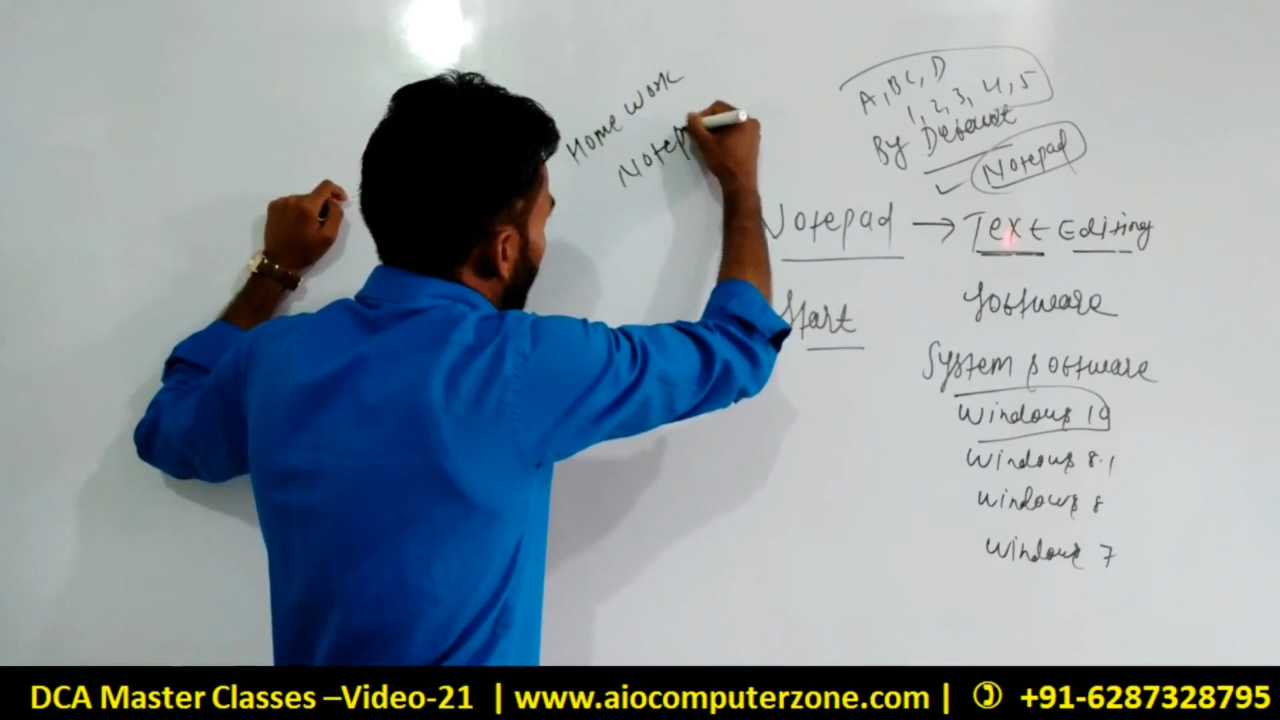 Home Work
Notep
A, B C, D
1, 2, 3, 4, 5
By Default
Notepad
Notepad → Text Editing
Start
Software
System Software
Windows 10
Windows 8.1
Windows 8
Windows 7
DCA Master Classes –Video-21 | www.aiocomputerzone.com | +91-6287328795